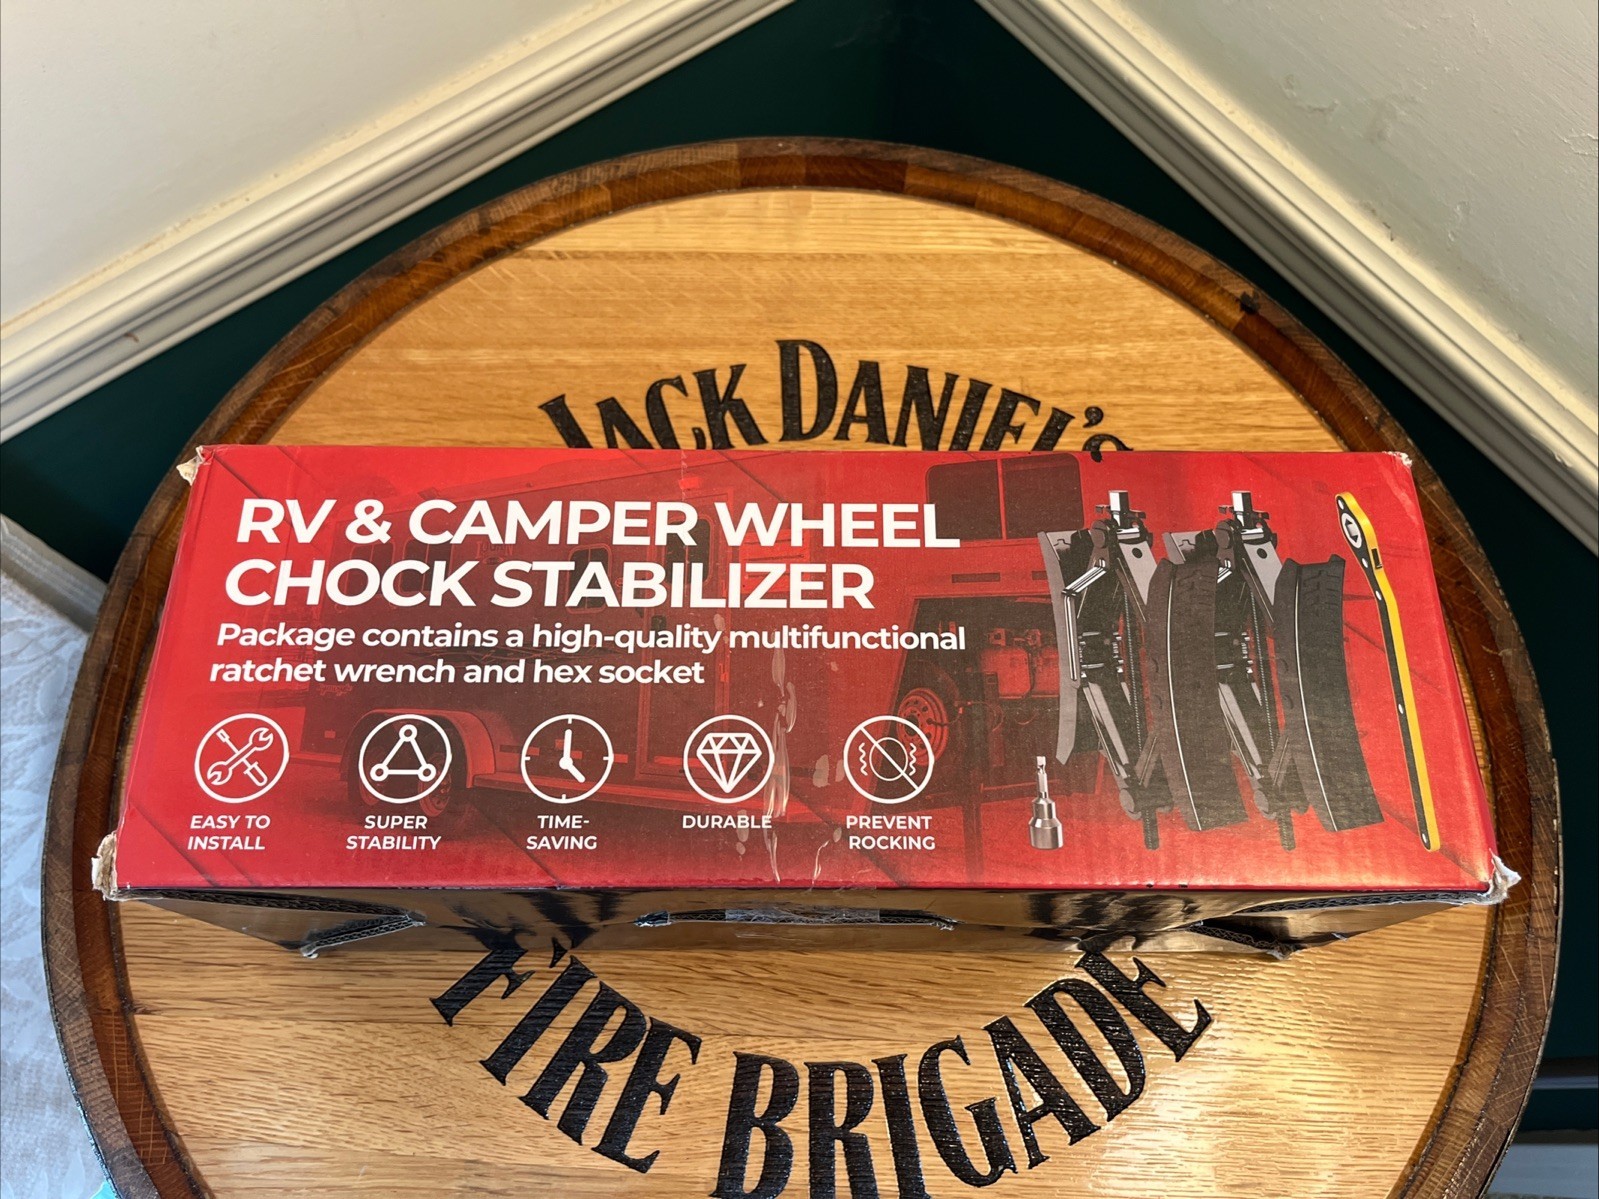 JACK DANIEL's
RV & CAMPER WHEEL
CHOCK STABILIZER
Package contains a high-quality multifunctional
ratchet wrench and hex socket
EASY TO
INSTALL
SUPER
STABILITY
TIME-
SAVING
DURABLE
PREVENT
ROCKING
FIRE BRIGADE